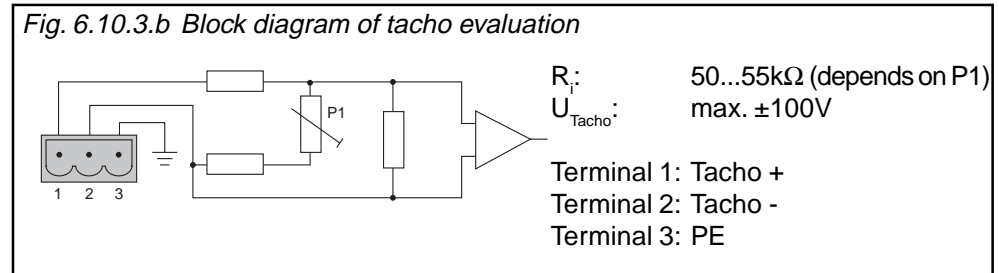 Fig. 6.10.3.b Block diagram of tacho evaluation
P1
1 2 3
Ri: 50...55kΩ (depends on P1)
UTacho: max. ±100V
Terminal 1: Tacho +
Terminal 2: Tacho -
Terminal 3: PE